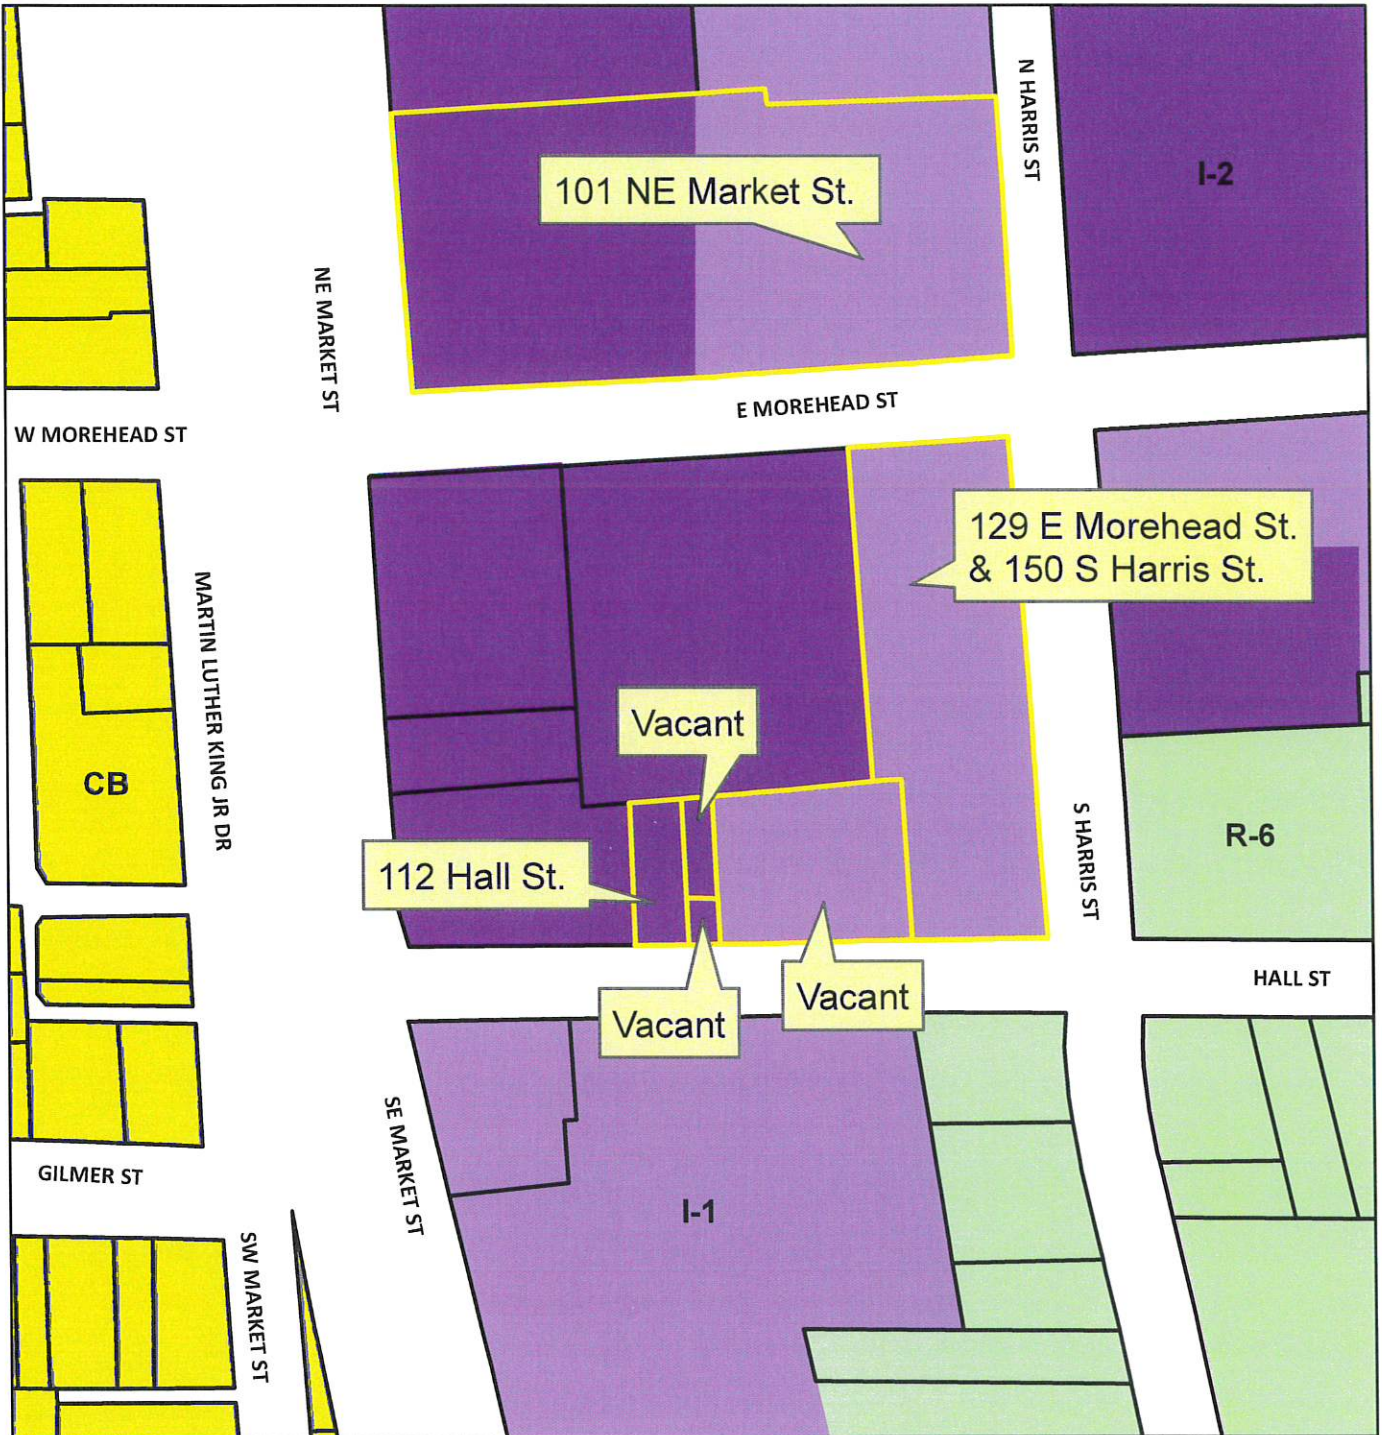 N HARRIS ST
I-2
101 NE Market St.
NE MARKET ST
E MOREHEAD ST
W MOREHEAD ST
129 E Morehead St.
& 150 S Harris St.
MARTIN LUTHER KING JR DR
Vacant
CB
S HARRIS ST
R-6
112 Hall St.
HALL ST
Vacant
Vacant
SE MARKET ST
GILMER ST
I-1
SW MARKET ST